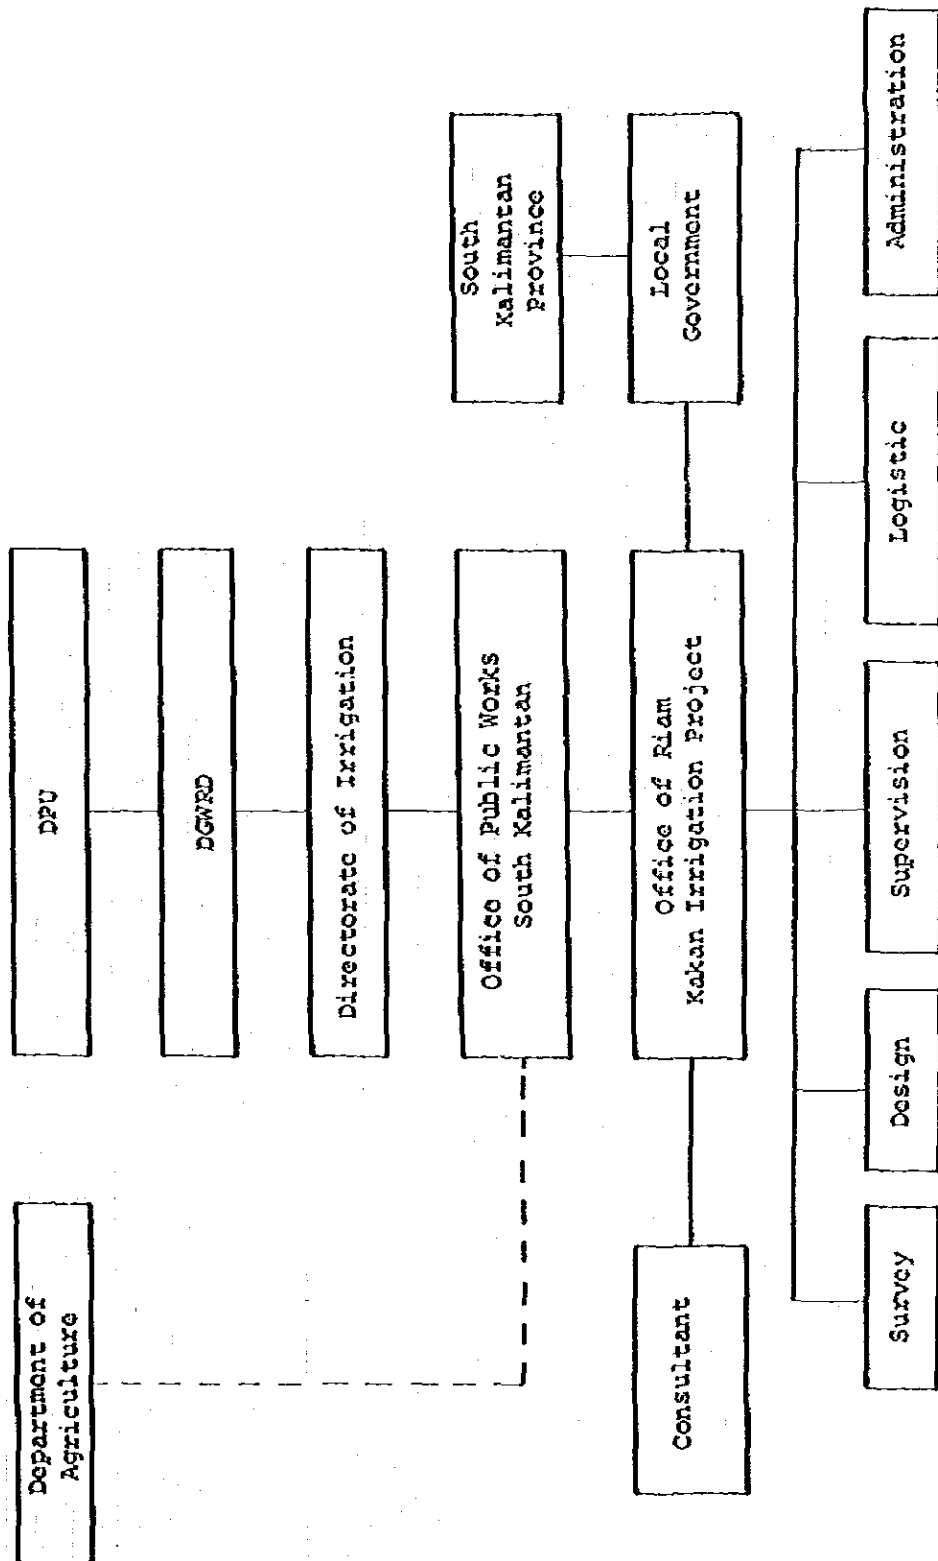 Department of
Agriculture
DPU
DGWRD
Directorate of Irrigation
Office of Public Works
South Kalimantan
South
Kalimantan
Province
Consultant
Office of Riam
Kakan Irrigation Project
Local
Government
Survey
Design
Supervision
Logistic
Administration